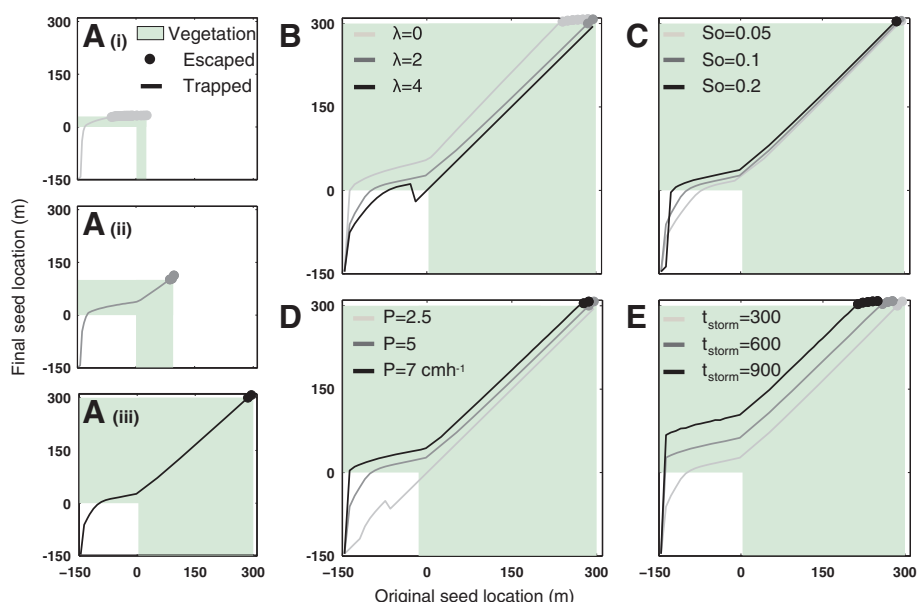 A (i)
Vegetation
Escaped
Trapped
300
150
0
-150
A (ii)
300
150
0
-150
A (iii)
300
150
0
-150
−150 0 150 300
Final seed location (m)
B
λ=0
λ=2
λ=4
300
150
0
-150
C
So=0.05
So=0.1
So=0.2
D
P=2.5
P=5
P=7 cmh-1
300
150
0
-150
−150 0 150 300
E
tstorm=300
tstorm=600
tstorm=900
−150 0 150 300
Original seed location (m)